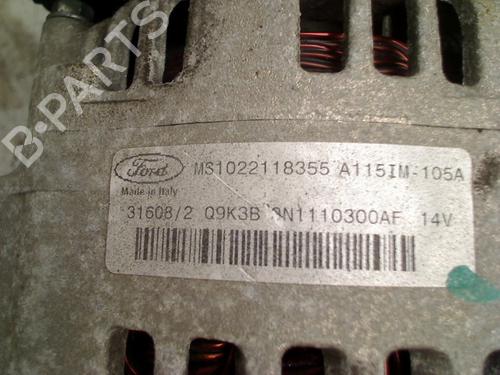 B-PARTS
Ford
MS1022118355 A115IM-105A
Made in Italy
31608/2 Q9K3B 3N1110300AF 14V